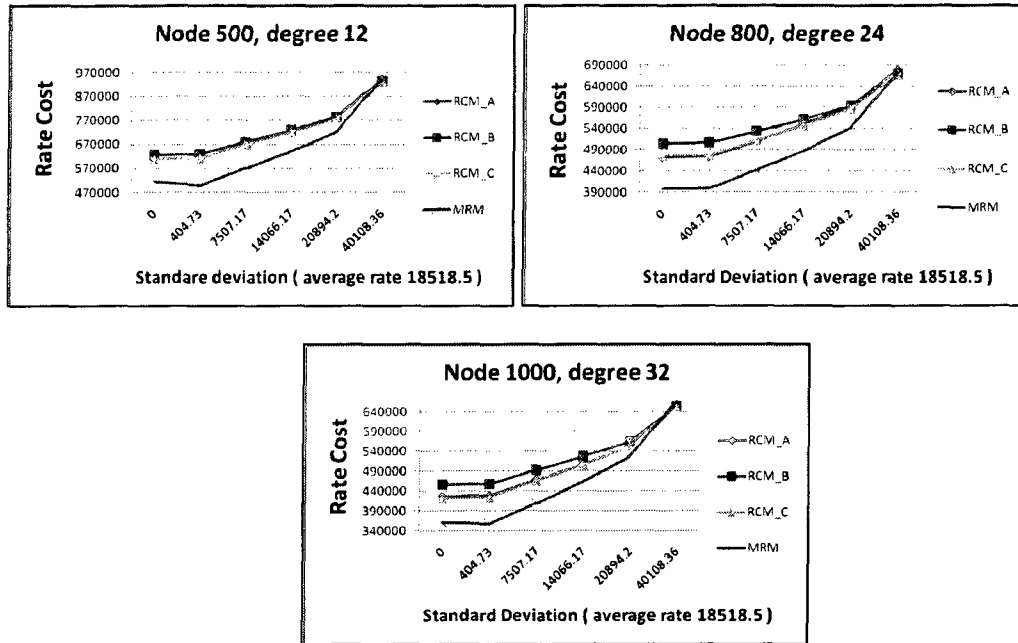 Node 500, degree 12
Rate Cost
970000
870000
770000
670000
570000
470000
0
404.73
7507.17
14066.17
20894.2
40108.36
Standare deviation ( average rate 18518.5 )
RCM_A
RCM_B
RCM_C
MRM
Node 800, degree 24
Rate Cost
690000
640000
590000
540000
490000
440000
390000
0
404.73
7507.17
14066.17
20894.2
40108.36
Standard Deviation ( average rate 18518.5 )
RCM_A
RCM_B
RCM_C
MRM
Node 1000, degree 32
Rate Cost
640000
590000
540000
490000
440000
390000
340000
0
404.73
7507.17
14066.17
20894.2
40108.36
Standard Deviation ( average rate 18518.5 )
RCM_A
RCM_B
RCM_C
MRM